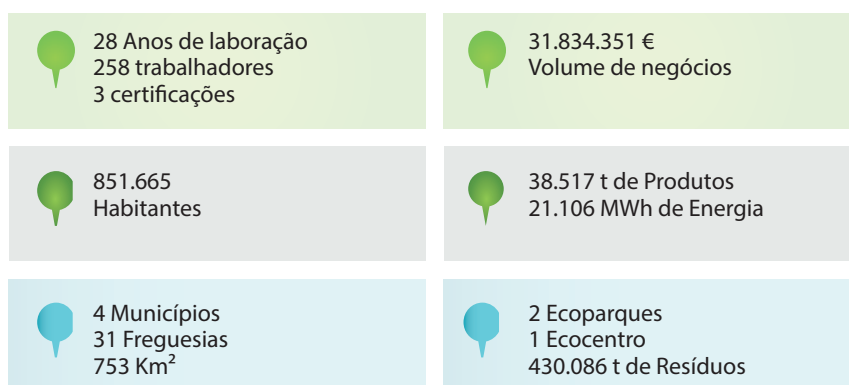 28 Anos de laboração
258 trabalhadores
3 certificações
31.834.351 €
Volume de negócios
851.665
Habitantes
38.517 t de Produtos
21.106 MWh de Energia
4 Municípios
31 Freguesias
753 Km²
2 Ecoparques
1 Ecocentro
430.086 t de Resíduos